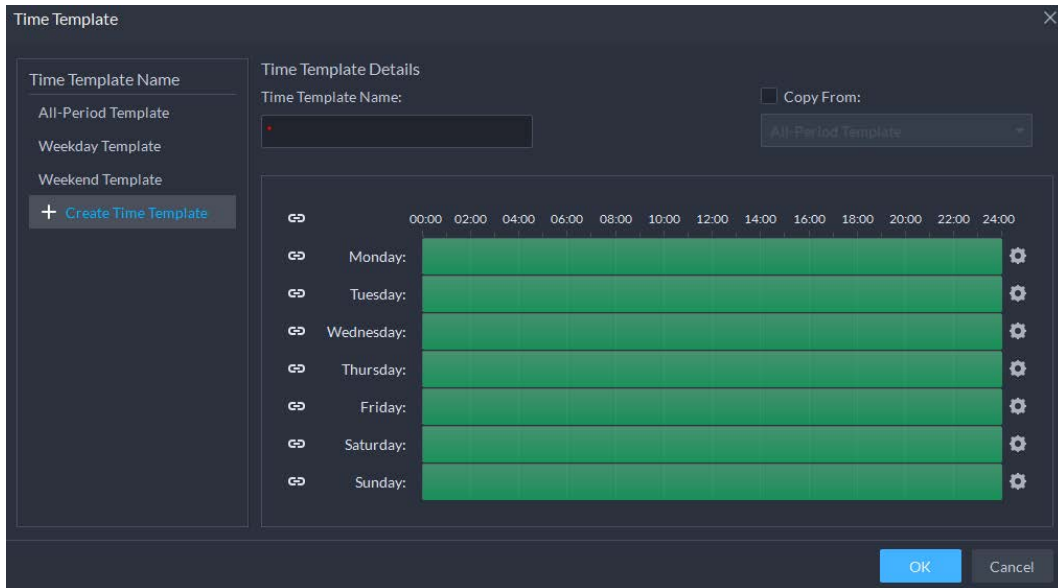 Time Template
Time Template Name
All-Period Template
Weekday Template
Weekend Template
+ Create Time Template
Time Template Details
Time Template Name:
*
Copy From:
All-Period Template
00:00 02:00 04:00 06:00 08:00 10:00 12:00 14:00 16:00 18:00 20:00 22:00 24:00
Monday:
Tuesday:
Wednesday:
Thursday:
Friday:
Saturday:
Sunday:
OK Cancel